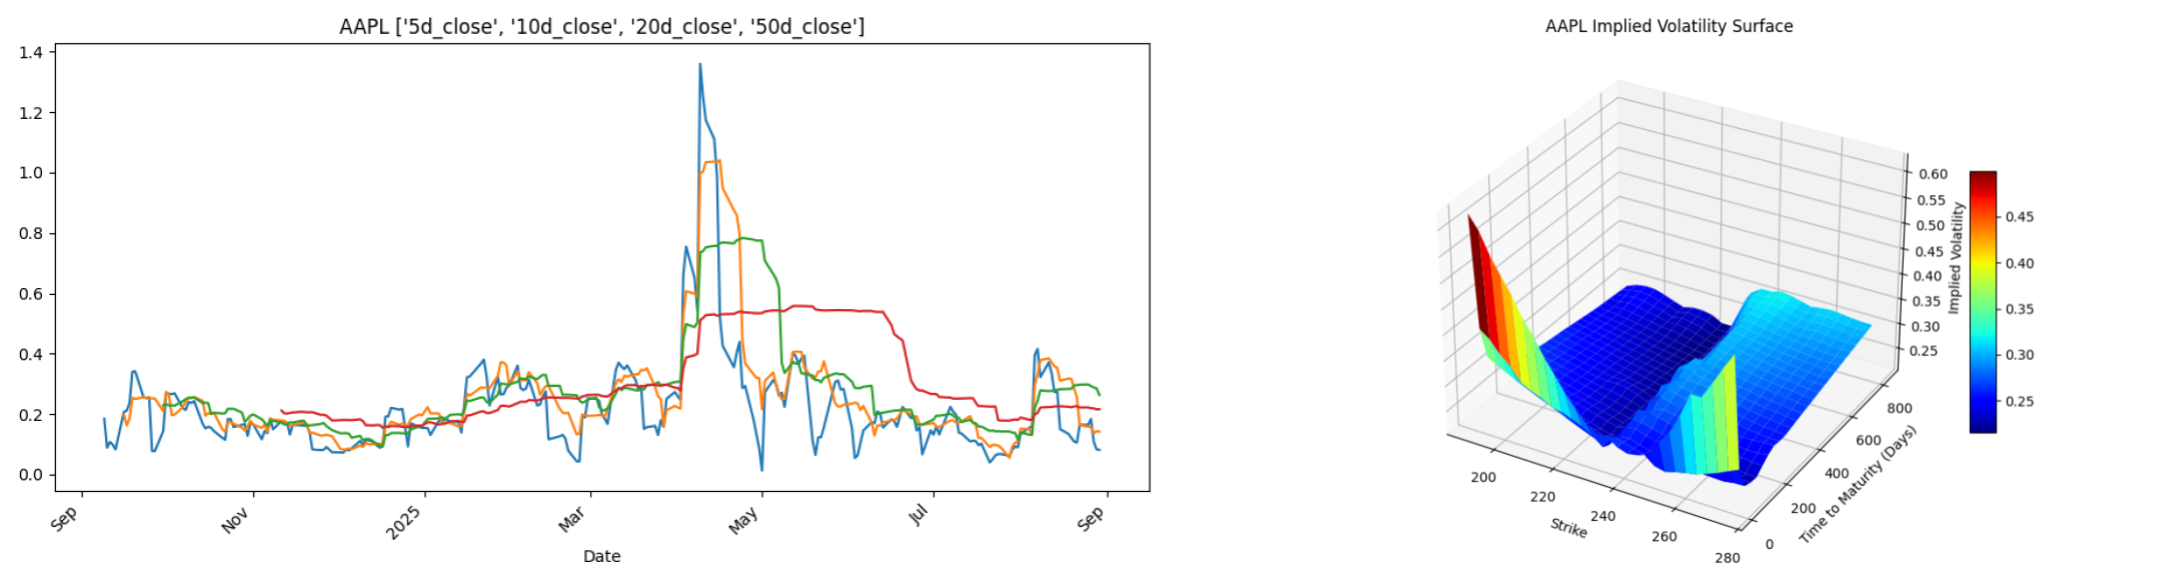 AAPL ['5d_close', '10d_close', '20d_close', '50d_close']
1.4
1.2
1.0
0.8
0.6
0.4
0.2
0.0
Sep
Nov
2025
Mar
May
Jul
Sep
Date
AAPL Implied Volatility Surface
0.60
0.55
0.50
0.45
0.40
0.35
0.30
0.25
Implied Volatility
0.45
0.40
0.35
0.30
0.25
200
220
240
260
280
Strike
0
200
400
600
800
Time to Maturity (Days)